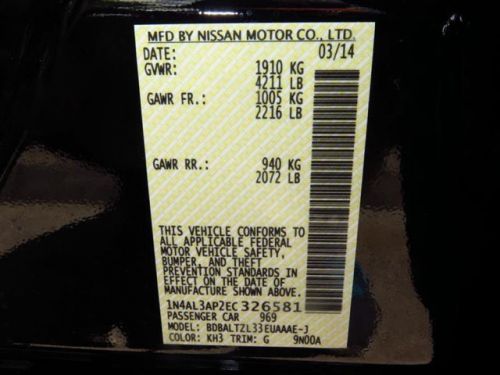 MFD BY NISSAN MOTOR CO., LTD.
DATE: 03/14
GVWR: 1910 KG
4211 LB
GAWR FR.: 1005 KG
2216 LB
GAWR RR.: 940 KG
2072 LB
THIS VEHICLE CONFORMS TO
ALL APPLICABLE FEDERAL
MOTOR VEHICLE SAFETY,
BUMPER, AND THEFT
PREVENTION STANDARDS IN
EFFECT ON THE DATE OF
MANUFACTURE SHOWN ABOVE.
1N4AL3AP2EC326581
PASSENGER CAR 969
MODEL: BDBALTZL33EUAAAE-J
COLOR: KH3 TRIM: G 9N00A